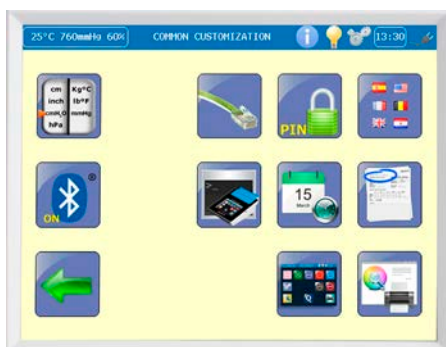 25°C 760mmHg 60%
COMMON CUSTOMIZATION
13:30
cm
inch
cmH₂O
hPa
Kg°C
lb°F
mmHg
PIN
ON
®
15
March